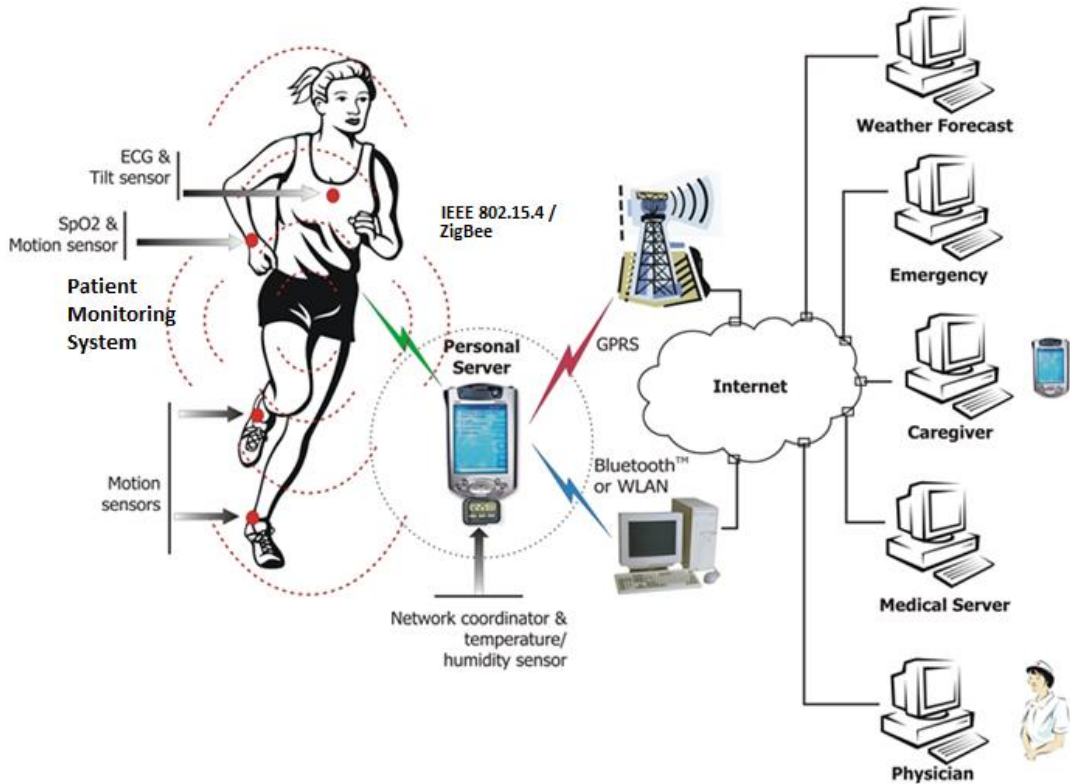 ECG &
Tilt sensor
SpO2 &
Motion sensor
Patient
Monitoring
System
Motion
sensors
IEEE 802.15.4 /
ZigBee
Personal
Server
Network coordinator &
temperature/
humidity sensor
GPRS
Bluetooth™
or WLAN
Internet
Weather Forecast
Emergency
Caregiver
Medical Server
Physician